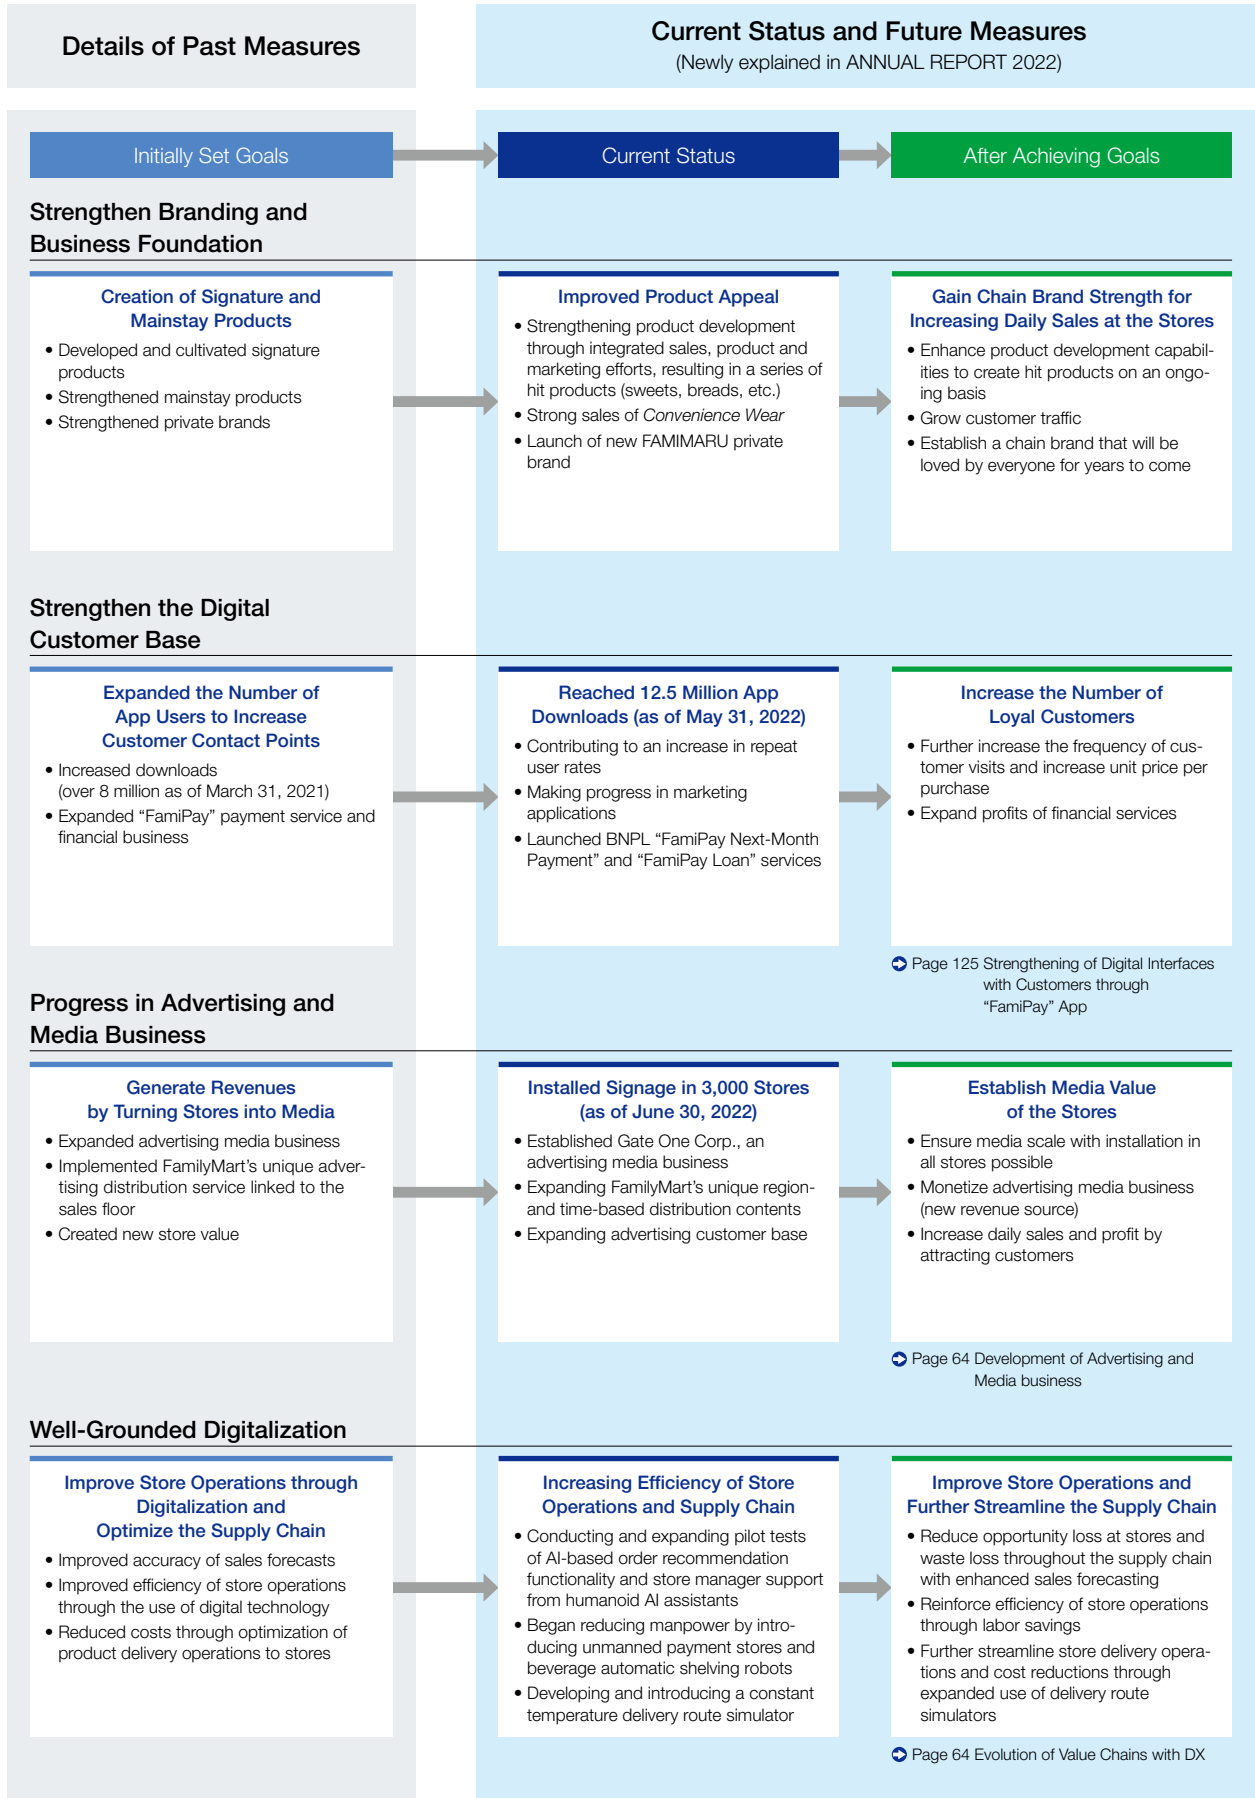 Details of Past Measures
Current Status and Future Measures
(Newly explained in ANNUAL REPORT 2022)
Initially Set Goals
Current Status
After Achieving Goals
Strengthen Branding and
Business Foundation
Creation of Signature and
Mainstay Products
• Developed and cultivated signature
products
• Strengthened mainstay products
• Strengthened private brands
Improved Product Appeal
• Strengthening product development
through integrated sales, product and
marketing efforts, resulting in a series of
hit products (sweets, breads, etc.)
• Strong sales of Convenience Wear
• Launch of new FAMIMARU private
brand
Gain Chain Brand Strength for
Increasing Daily Sales at the Stores
• Enhance product development capabil-
ities to create hit products on an ongo-
ing basis
• Grow customer traffic
• Establish a chain brand that will be
loved by everyone for years to come
Strengthen the Digital
Customer Base
Expanded the Number of
App Users to Increase
Customer Contact Points
• Increased downloads
(over 8 million as of March 31, 2021)
• Expanded “FamiPay” payment service and
financial business
Reached 12.5 Million App
Downloads (as of May 31, 2022)
• Contributing to an increase in repeat
user rates
• Making progress in marketing
applications
• Launched BNPL “FamiPay Next-Month
Payment” and “FamiPay Loan” services
Increase the Number of
Loyal Customers
• Further increase the frequency of cus-
tomer visits and increase unit price per
purchase
• Expand profits of financial services
Page 125 Strengthening of Digital Interfaces
with Customers through
“FamiPay” App
Progress in Advertising and
Media Business
Generate Revenues
by Turning Stores into Media
• Expanded advertising media business
• Implemented FamilyMart’s unique adver-
tising distribution service linked to the
sales floor
• Created new store value
Installed Signage in 3,000 Stores
(as of June 30, 2022)
• Established Gate One Corp., an
advertising media business
• Expanding FamilyMart’s unique region-
and time-based distribution contents
• Expanding advertising customer base
Establish Media Value
of the Stores
• Ensure media scale with installation in
all stores possible
• Monetize advertising media business
(new revenue source)
• Increase daily sales and profit by
attracting customers
Page 64 Development of Advertising and
Media business
Well-Grounded Digitalization
Improve Store Operations through
Digitalization and
Optimize the Supply Chain
• Improved accuracy of sales forecasts
• Improved efficiency of store operations
through the use of digital technology
• Reduced costs through optimization of
product delivery operations to stores
Increasing Efficiency of Store
Operations and Supply Chain
• Conducting and expanding pilot tests
of AI-based order recommendation
functionality and store manager support
from humanoid AI assistants
• Began reducing manpower by intro-
ducing unmanned payment stores and
beverage automatic shelving robots
• Developing and introducing a constant
temperature delivery route simulator
Improve Store Operations and
Further Streamline the Supply Chain
• Reduce opportunity loss at stores and
waste loss throughout the supply chain
with enhanced sales forecasting
• Reinforce efficiency of store operations
through labor savings
• Further streamline store delivery opera-
tions and cost reductions through
expanded use of delivery route
simulators
Page 64 Evolution of Value Chains with DX